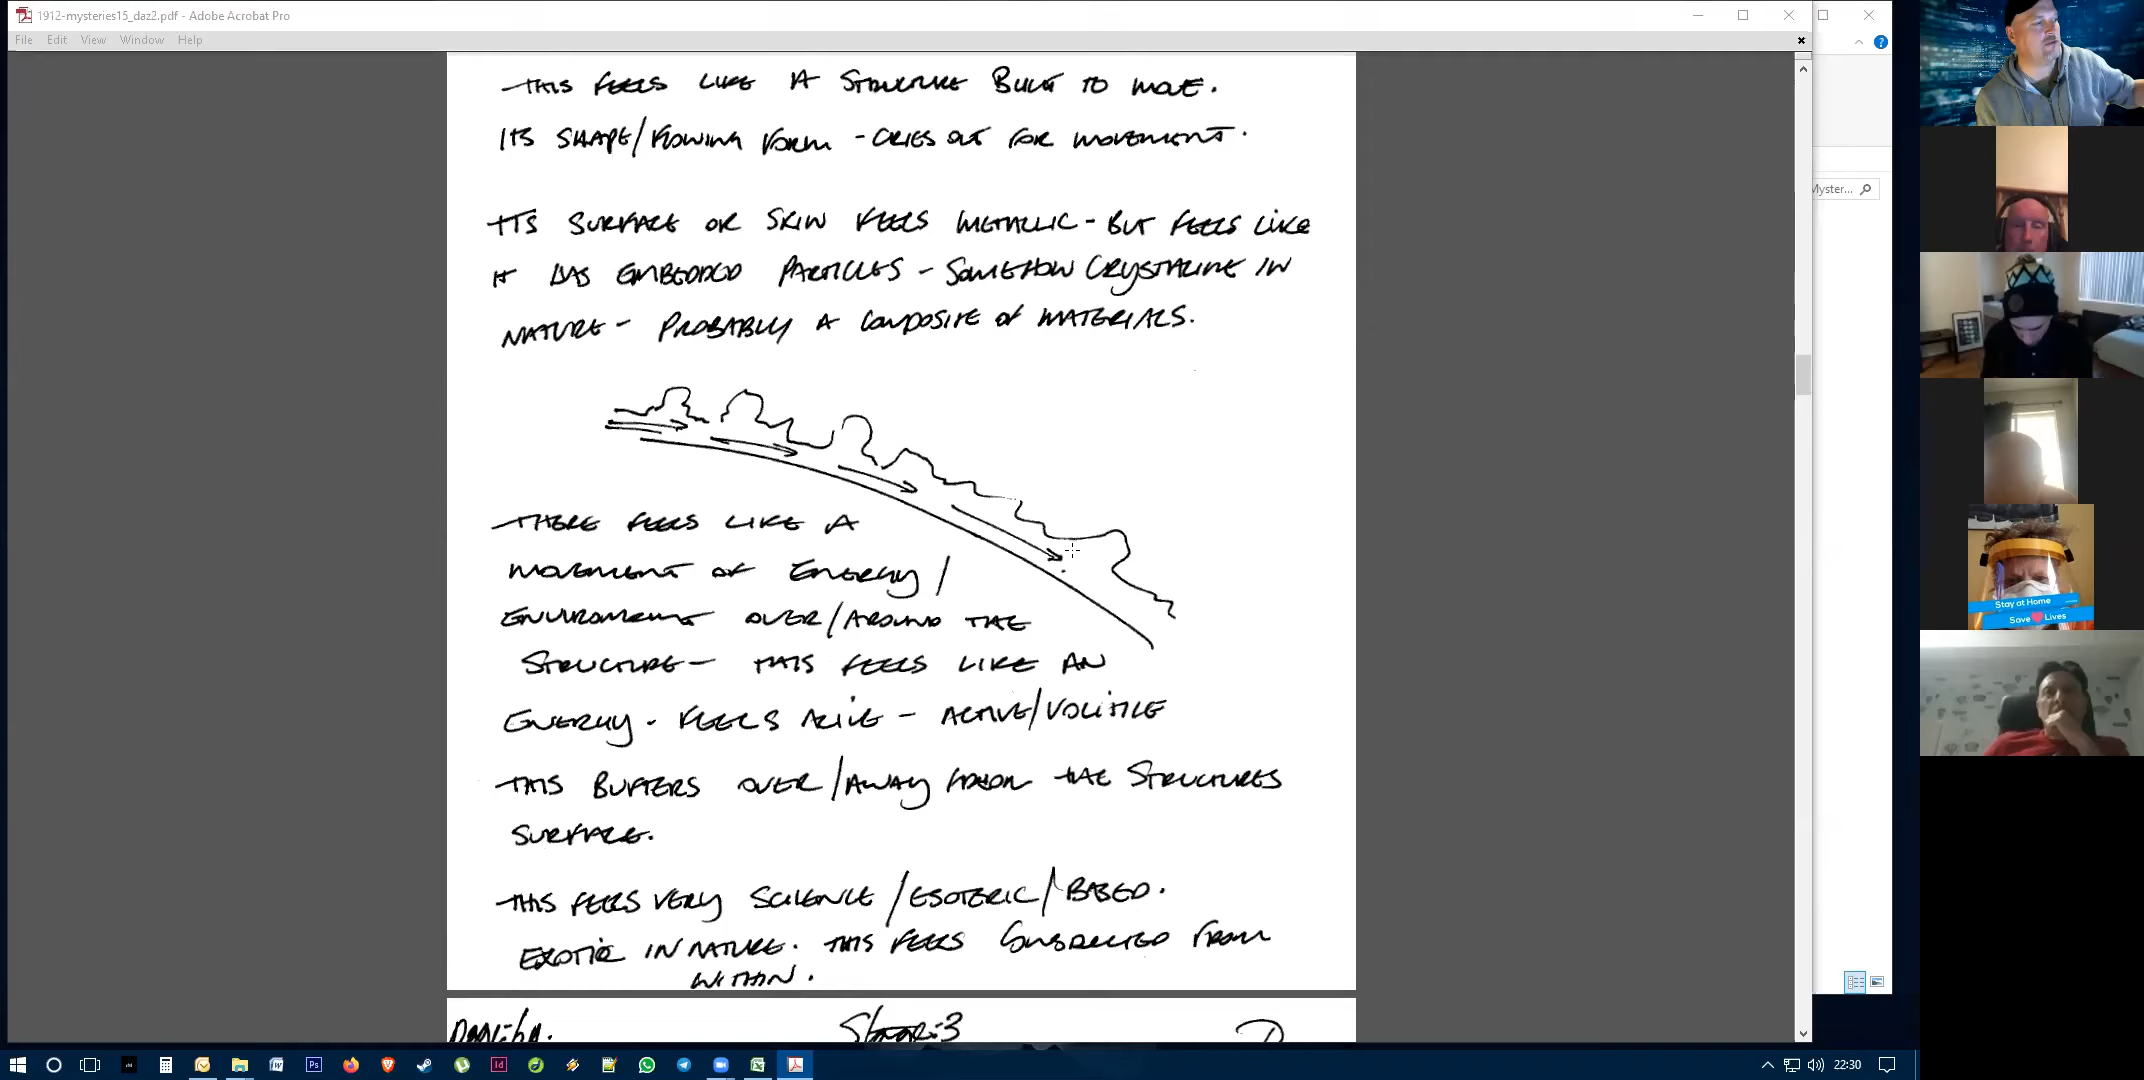 1912-mysteries15_daz2.pdf - Adobe Acrobat Pro
File Edit View Window Help
THIS FEELS LIKE A STRUCTURE BUILT TO MOVE.
ITS SHAPE/FLOWING FORM - CRIES OUT FOR MOVEMENT.
ITS SURFACE OR SKIN FEELS METALLIC - BUT FEELS LIKE
IT HAS EMBEDDED PARTICLES - SOMEHOW CRYSTALINE IN
NATURE - PROBABLY A COMPOSITE OF MATERIALS.
THERE FEELS LIKE A
MOVEMENT OF ENERGY/
ENVIROMENT OVER/AROUND THE
STRUCTURE - THIS FEELS LIKE AN
ENERGY - FEELS ALIVE - ACTIVE/VOLITILE
THIS BUFFERS OVER/AWAY FROM THE STRUCTURES
SURFACE.
THIS FEELS VERY SCIENCE/ESOTERIC/BASED.
EXOTIC IN NATURE. THIS FEELS FROM
WITHIN.
Myster...
Stay at Home
Save Lives
22:30